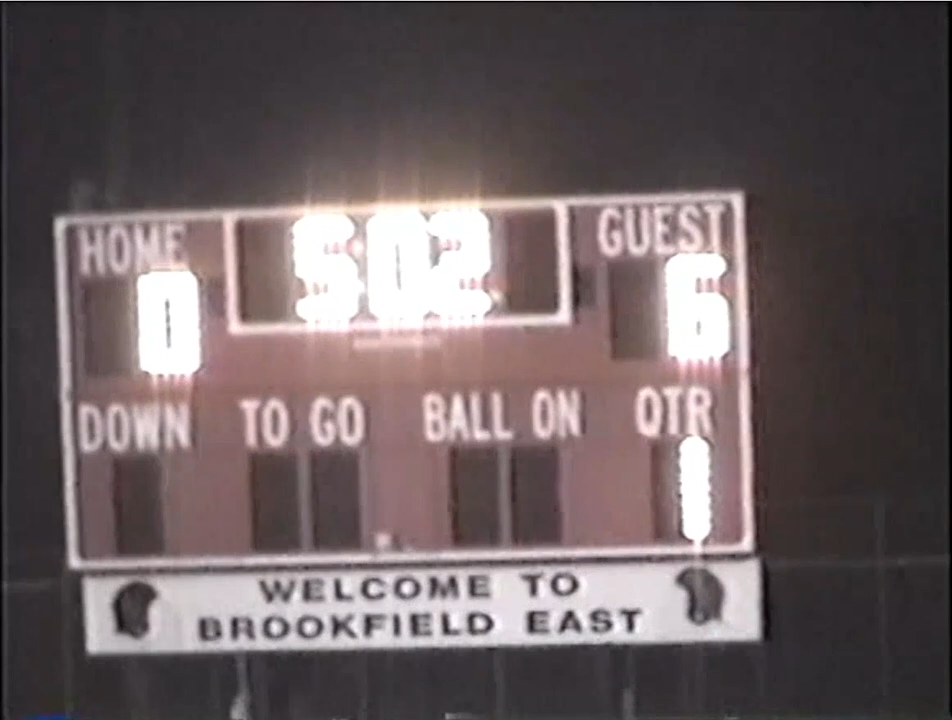 HOME 5:02 GUEST
0 6
DOWN TO GO BALL ON QTR
1
WELCOME TO
BROOKFIELD EAST